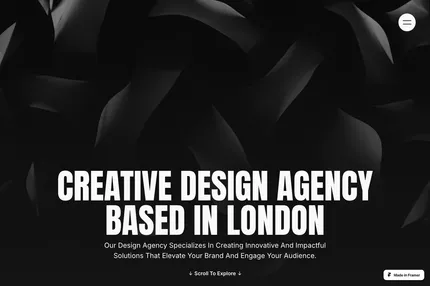 CREATIVE DESIGN AGENCY
BASED IN LONDON
Our Design Agency Specializes In Creating Innovative And Impactful
Solutions That Elevate Your Brand And Engage Your Audience.
↓ Scroll To Explore ↓
Made in Framer